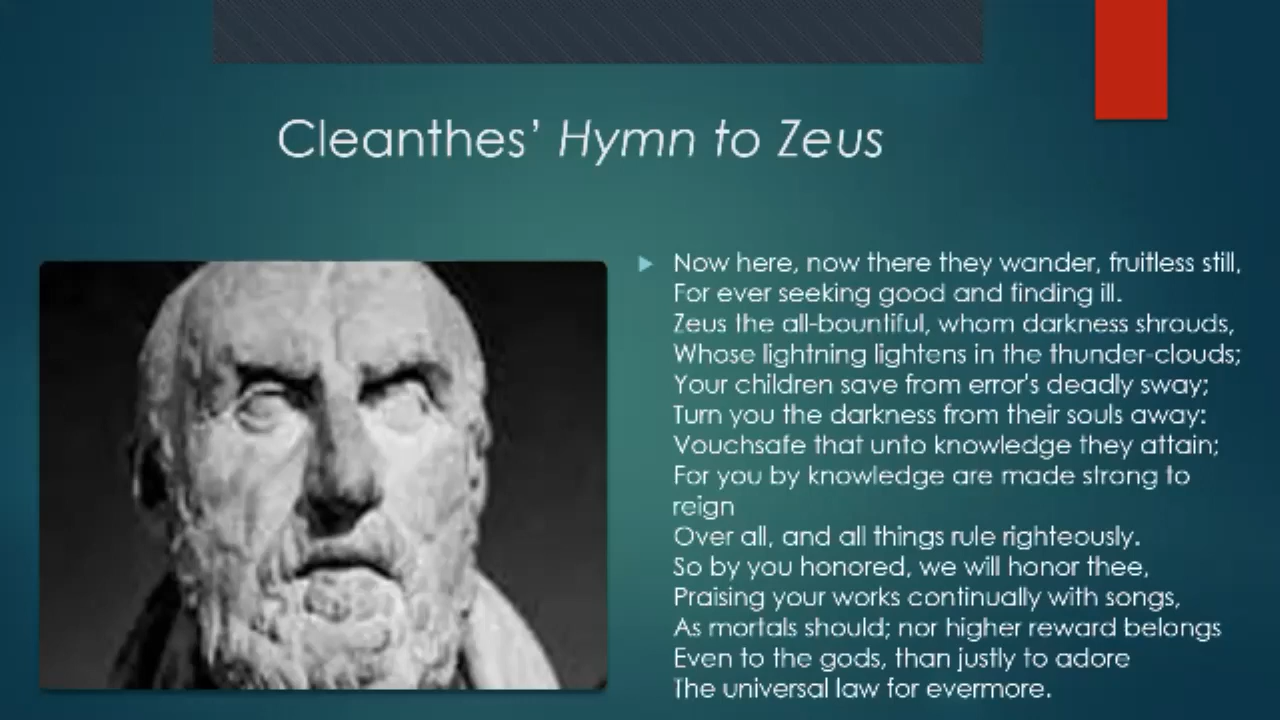 Cleanthes’ Hymn to Zeus
Now here, now there they wander, fruitless still,
For ever seeking good and finding ill.
Zeus the all-bountiful, whom darkness shrouds,
Whose lightning lightens in the thunder-clouds;
Your children save from error's deadly sway;
Turn you the darkness from their souls away:
Vouchsafe that unto knowledge they attain;
For you by knowledge are made strong to
reign
Over all, and all things rule righteously.
So by you honored, we will honor thee,
Praising your works continually with songs,
As mortals should; nor higher reward belongs
Even to the gods, than justly to adore
The universal law for evermore.